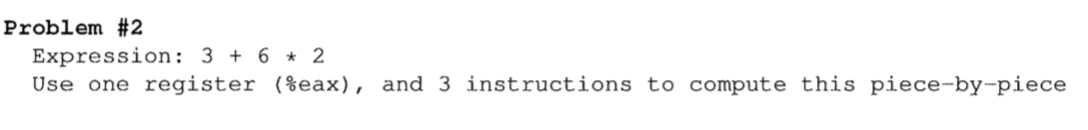 Problem #2
Expression: 3 + 6 * 2
Use one register (%eax), and 3 instructions to compute this piece-by-piece